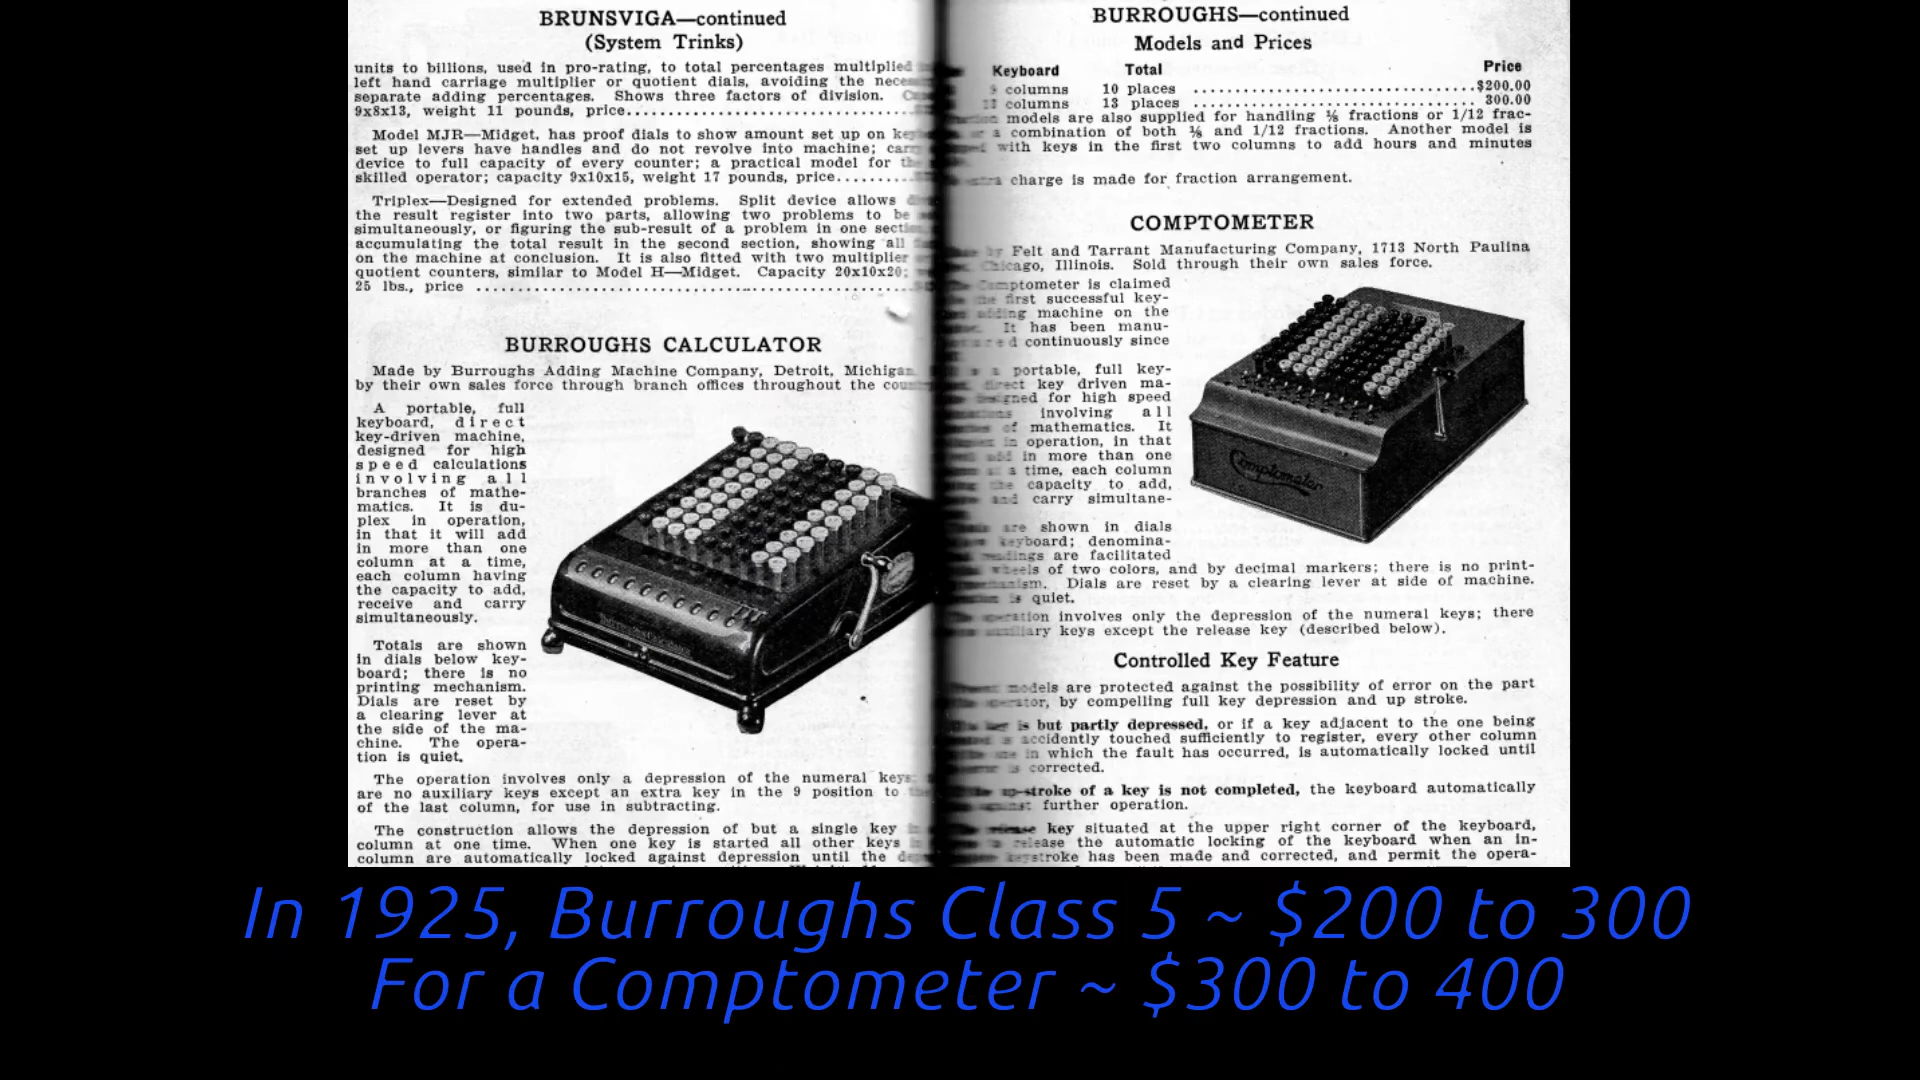 BRUNSVIGA—continued
(System Trinks)
units to billions, used in pro-rating, to total percentages multiplied
left hand carriage multiplier or quotient dials, avoiding the
separate adding percentages. Shows three factors of division.
9x8x13, weight 11 pounds, price
Model MJR—Midget, has proof dials to show amount set up on
set up levers have handles and do not revolve into machine;
device to full capacity of every counter; a practical model for
skilled operator; capacity 9x10x15, weight 17 pounds, price
Triplex—Designed for extended problems. Split device allows
the result register into two parts, allowing two problems to be
simultaneously, or figuring the sub-result of a problem in one
accumulating the total result in the second section, showing all
on the machine at conclusion. It is also fitted with two multiplier
quotient counters, similar to Model H—Midget. Capacity 20x10x20;
25 lbs., price
BURROUGHS CALCULATOR
Made by Burroughs Adding Machine Company, Detroit, Michigan.
by their own sales force through branch offices throughout the
A portable, full
keyboard, direct
key-driven machine,
designed for high
speed calculations
involving all
branches of mathe-
matics. It is du-
plex in operation,
in that it will add
in more than one
column at a time,
each column having
the capacity to add,
receive and carry
simultaneously.
Totals are shown
in dials below key-
board; there is no
printing mechanism.
Dials are reset by
a clearing lever at
the side of the ma-
chine. The opera-
tion is quiet.
The operation involves only a depression of the numeral keys;
are no auxiliary keys except an extra key in the 9 position to
of the last column, for use in subtracting.
The construction allows the depression of but a single key
column at one time. When one key is started all other keys
column are automatically locked against depression until the
BURROUGHS—continued
Models and Prices
Keyboard Total Price
9 columns 10 places $200.00
columns 13 places 300.00
models are also supplied for handling ⅛ fractions or 1/12 frac-
a combination of both ⅛ and 1/12 fractions. Another model is
with keys in the first two columns to add hours and minutes
charge is made for fraction arrangement.
COMPTOMETER
by Felt and Tarrant Manufacturing Company, 1713 North Paulina
Chicago, Illinois. Sold through their own sales force.
Comptometer is claimed
first successful key-
adding machine on the
It has been manu-
continuously since
a portable, full key-
direct key driven ma-
designed for high speed
involving all
of mathematics. It
in operation, in that
in more than one
a time, each column
the capacity to add,
and carry simultane-
are shown in dials
keyboard; denomina-
readings are facilitated
wheels of two colors, and by decimal markers; there is no print-
Dials are reset by a clearing lever at side of machine.
is quiet.
operation involves only the depression of the numeral keys; there
auxiliary keys except the release key (described below).
Comptometer
Controlled Key Feature
models are protected against the possibility of error on the part
operator, by compelling full key depression and up stroke.
key is but partly depressed, or if a key adjacent to the one being
accidently touched sufficiently to register, every other column
in which the fault has occurred, is automatically locked until
is corrected.
up-stroke of a key is not completed, the keyboard automatically
against further operation.
release key situated at the upper right corner of the keyboard,
release the automatic locking of the keyboard when an in-
keystroke has been made and corrected, and permit the opera-
In 1925, Burroughs Class 5 ~ $200 to 300
For a Comptometer ~ $300 to 400